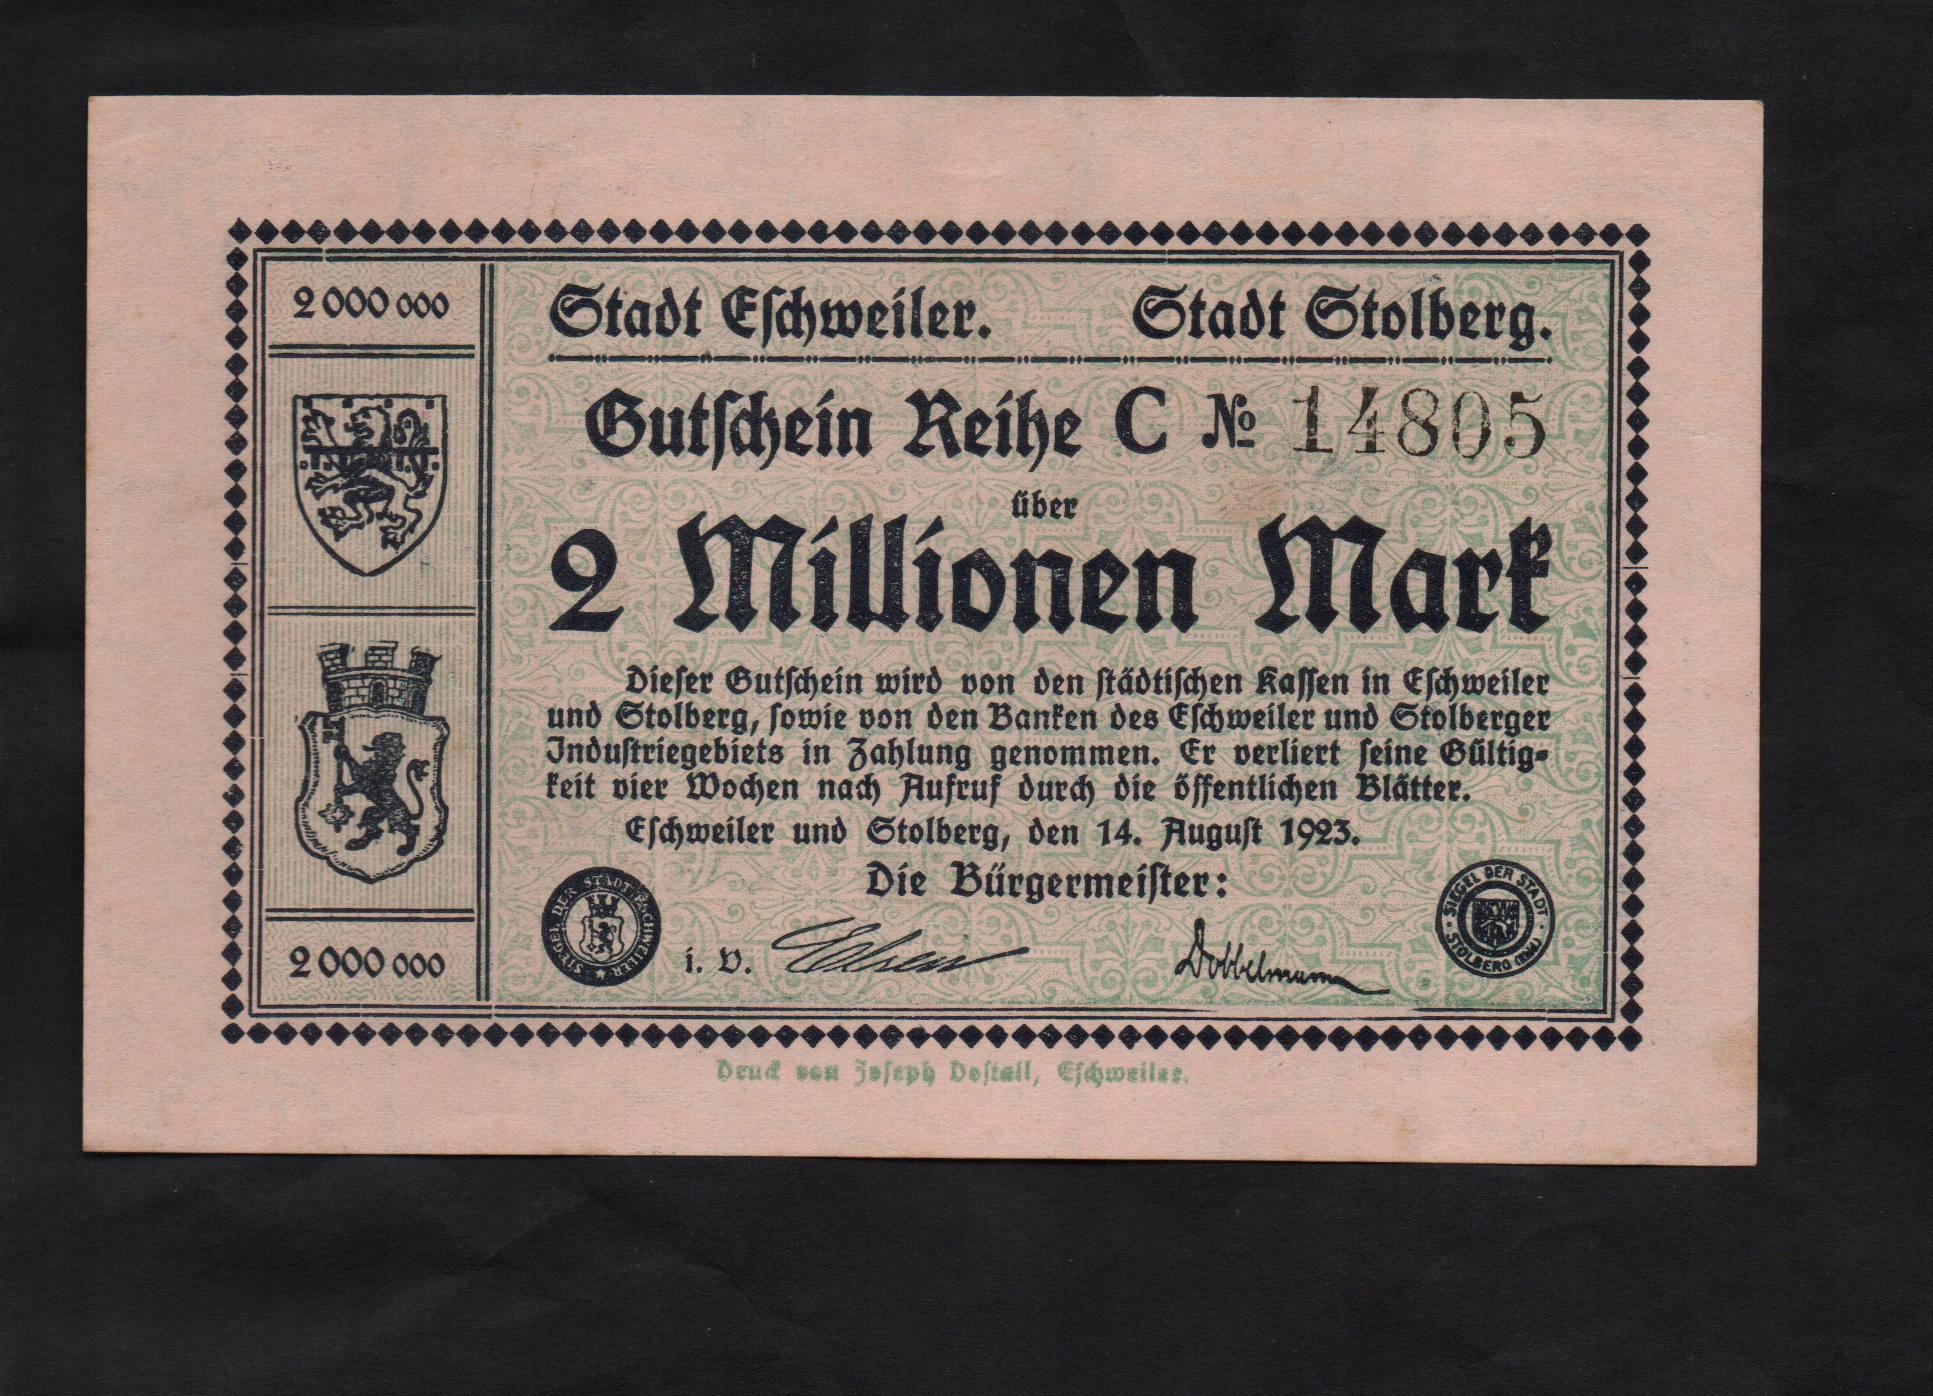 2 000 000
Stadt Eschweiler. Stadt Stolberg.
Gutschein Reihe C № 14805
über
2 Millionen Mark
Dieser Gutschein wird von den städtischen Kassen in Eschweiler
und Stolberg, sowie von den Banken des Eschweiler und Stolberger
Industriegebiets in Zahlung genommen. Er verliert seine Gültig-
keit vier Wochen nach Aufruf durch die öffentlichen Blätter.
Eschweiler und Stolberg, den 14. August 1923.
Die Bürgermeister:
SIEGEL DER STADT ESCHWEILER
i. V.
Dobbelmann
SIEGEL DER STADT
STOLBERG (RHLD)
2 000 000
Druck von Joseph Dostall, Eschweiler.